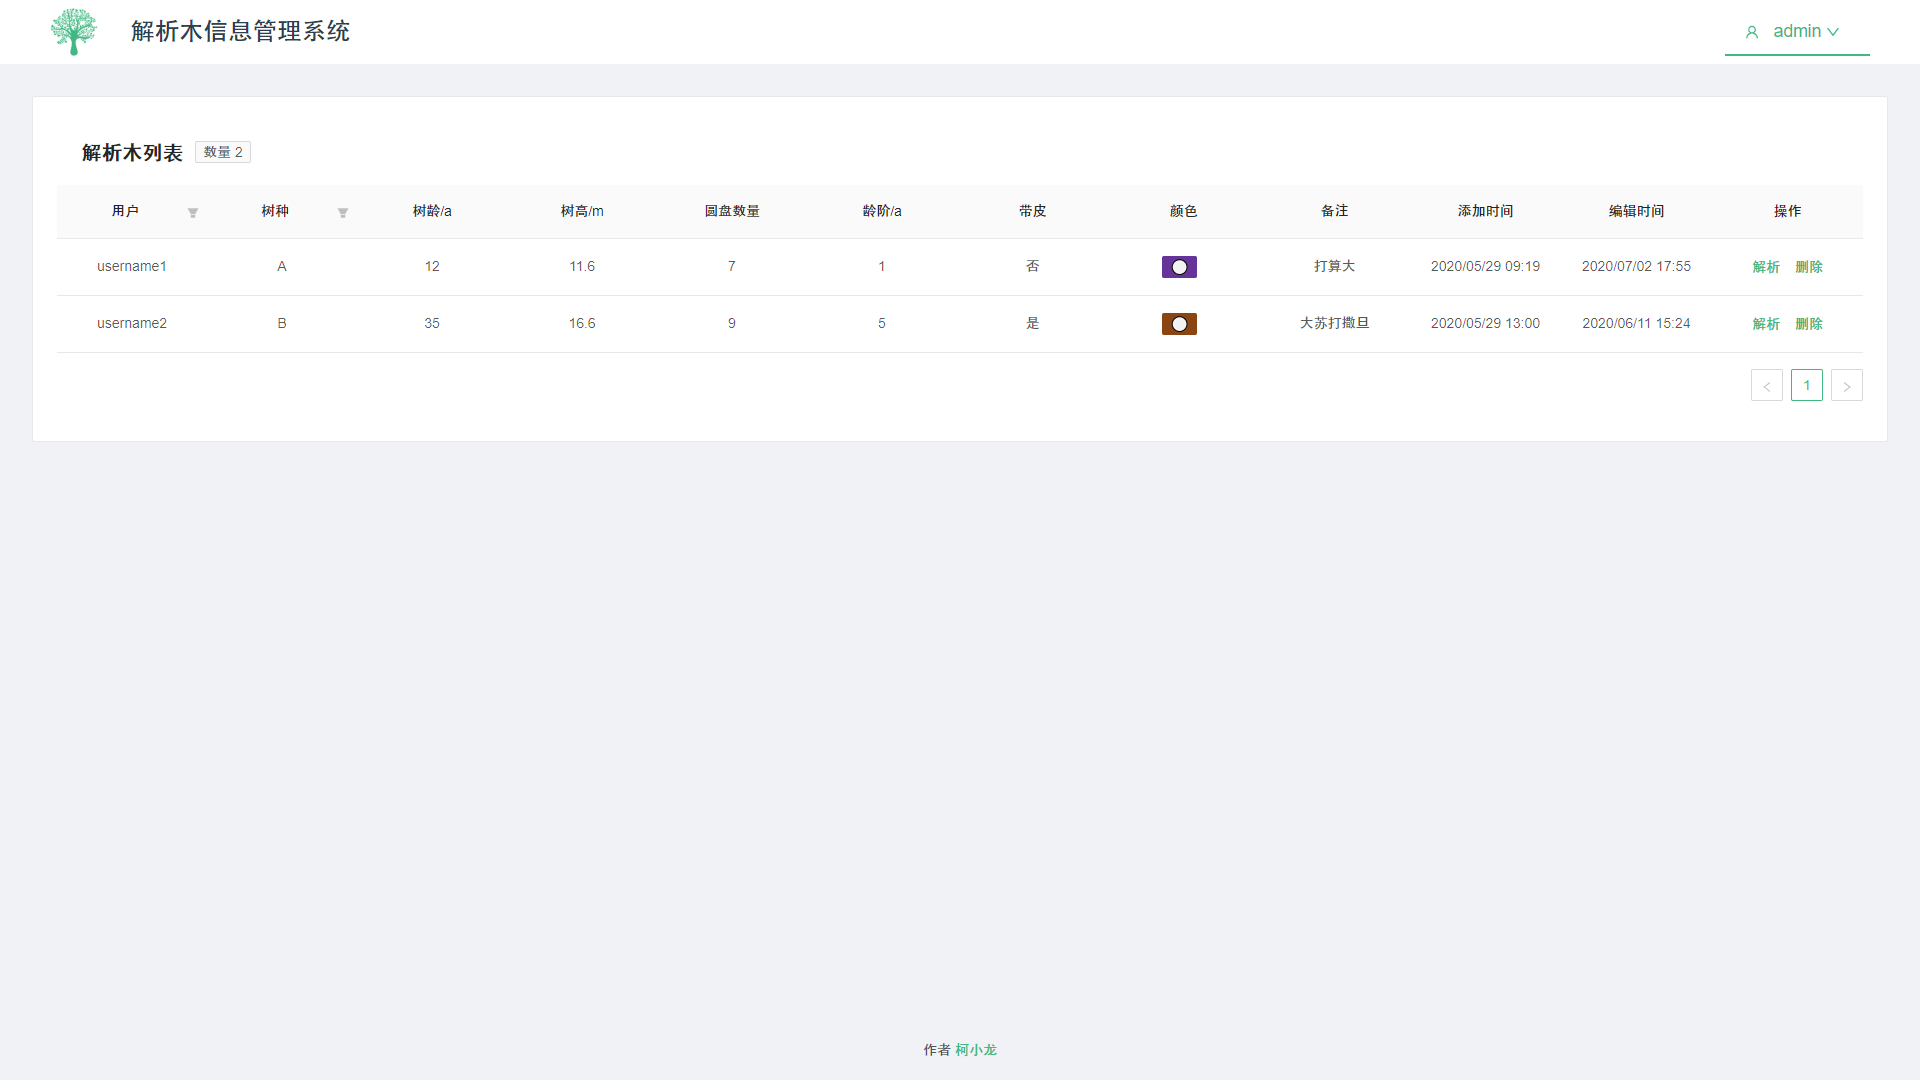 解析木信息管理系统
admin
解析木列表 数量 2
用户 树种 树龄/a 树高/m 圆盘数量 龄阶/a 带皮 颜色 备注 添加时间 编辑时间 操作
username1 A 12 11.6 7 1 否 打算大 2020/05/29 09:19 2020/07/02 17:55 解析 删除
username2 B 35 16.6 9 5 是 大苏打撒旦 2020/05/29 13:00 2020/06/11 15:24 解析 删除
< 1 >
作者 柯小龙